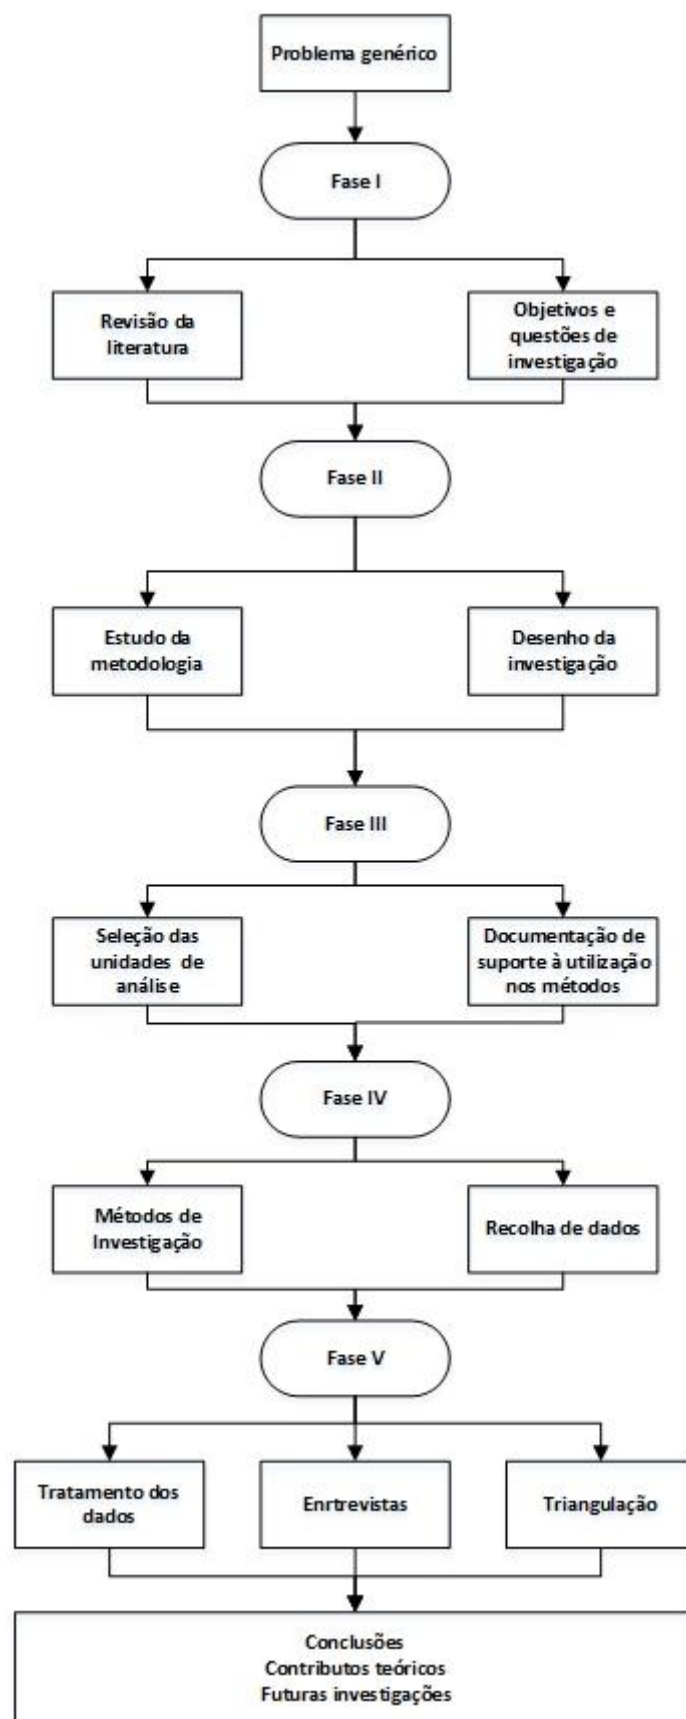 Problema genérico
Fase I
Revisão da
literatura
Objetivos e
questões de
investigação
Fase II
Estudo da
metodologia
Desenho da
investigação
Fase III
Seleção das
unidades de
análise
Documentação de
suporte à utilização
nos métodos
Fase IV
Métodos de
Investigação
Recolha de dados
Fase V
Tratamento dos
dados
Enrtrevistas
Triangulação
Conclusões
Contributos teóricos
Futuras investigações